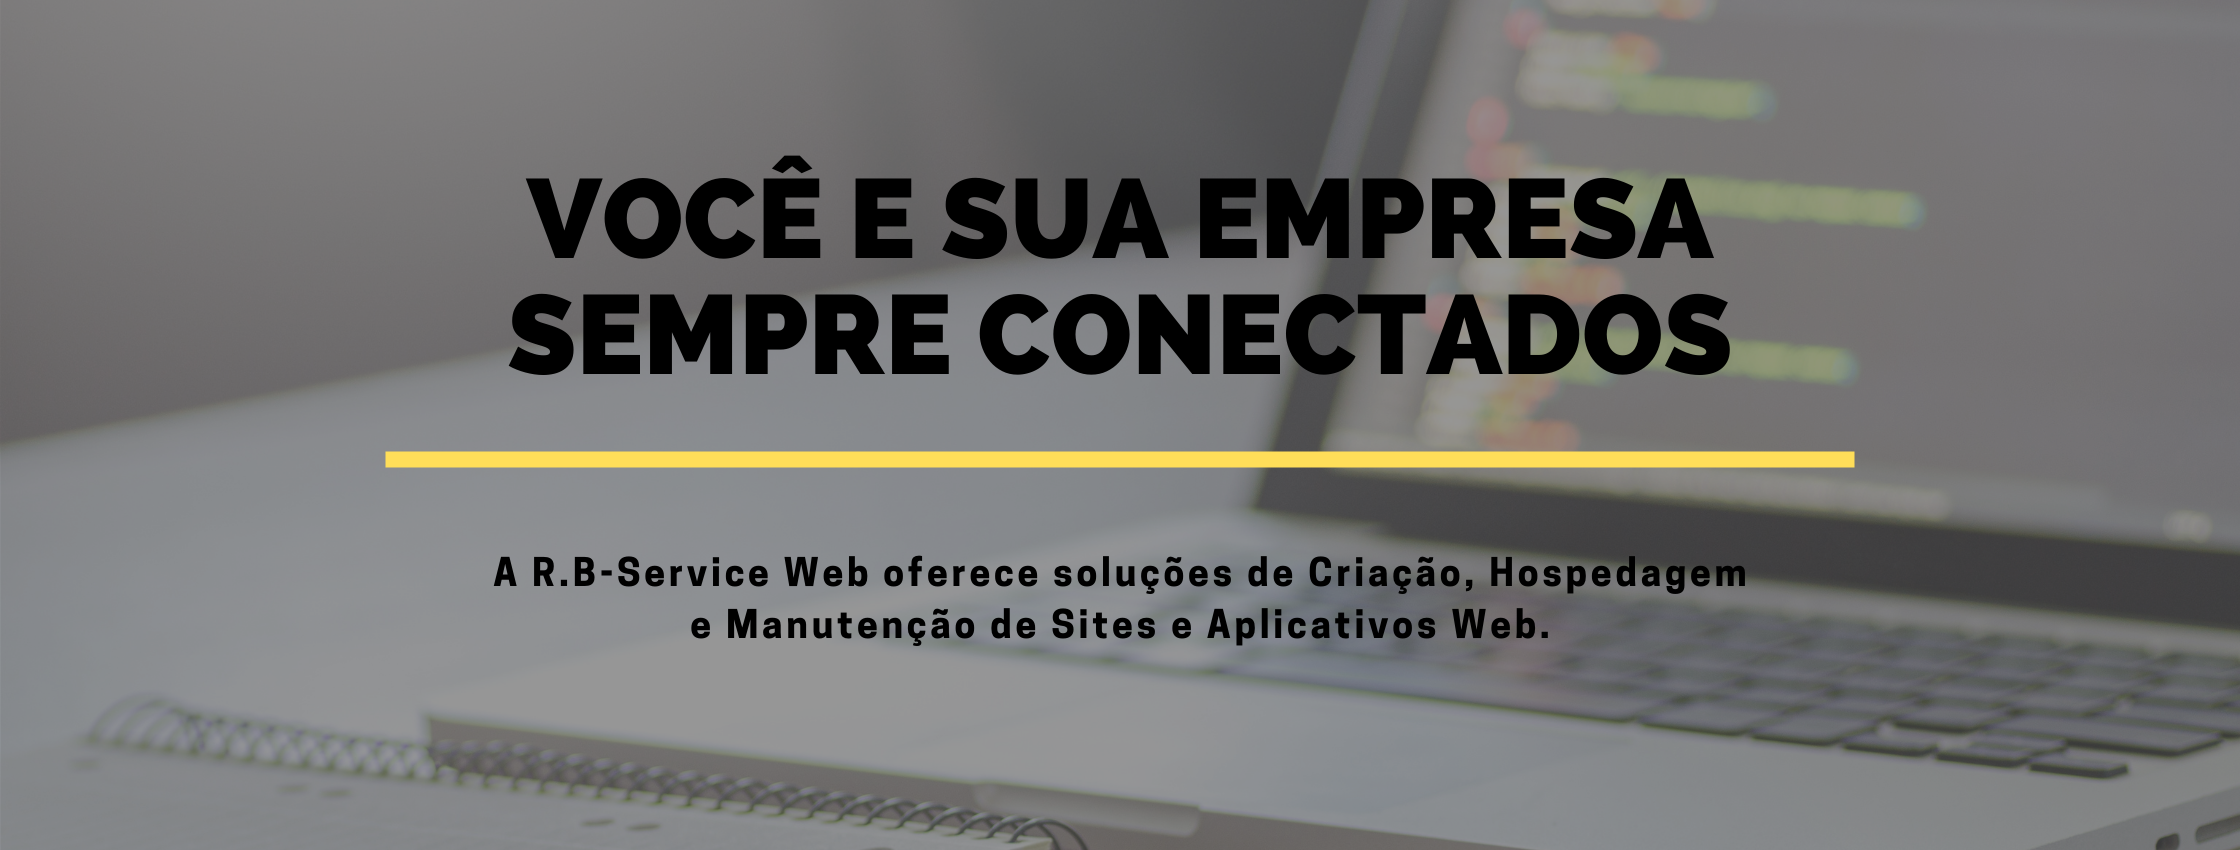 VOCÊ E SUA EMPRESA
SEMPRE CONECTADOS
A R.B-Service Web oferece soluções de Criação, Hospedagem
e Manutenção de Sites e Aplicativos Web.